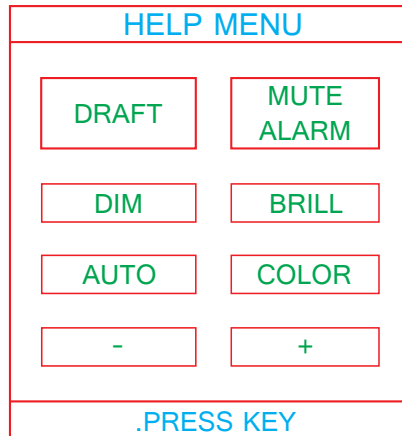 HELP MENU
DRAFT
MUTE
ALARM
DIM
BRILL
AUTO
COLOR
-
+
.PRESS KEY